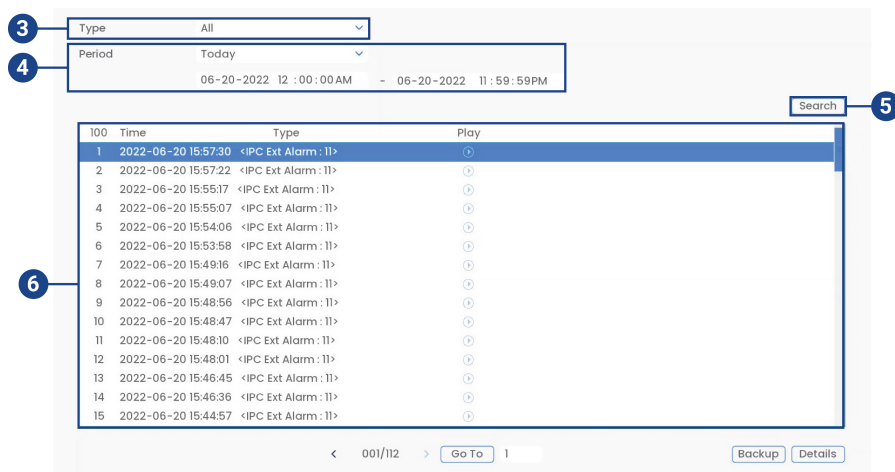 3 Type All
4 Period Today
06-20-2022 12 : 00 : 00 AM - 06-20-2022 11 : 59 : 59 PM
Search 5
100 Time Type Play
1 2022-06-20 15:57:30 <IPC Ext Alarm : 11>
2 2022-06-20 15:57:22 <IPC Ext Alarm : 11>
3 2022-06-20 15:55:17 <IPC Ext Alarm : 11>
4 2022-06-20 15:55:07 <IPC Ext Alarm : 11>
5 2022-06-20 15:54:06 <IPC Ext Alarm : 11>
6 2022-06-20 15:53:58 <IPC Ext Alarm : 11>
7 2022-06-20 15:49:16 <IPC Ext Alarm : 11>
6 8 2022-06-20 15:49:07 <IPC Ext Alarm : 11>
9 2022-06-20 15:48:56 <IPC Ext Alarm : 11>
10 2022-06-20 15:48:47 <IPC Ext Alarm : 11>
11 2022-06-20 15:48:10 <IPC Ext Alarm : 11>
12 2022-06-20 15:48:01 <IPC Ext Alarm : 11>
13 2022-06-20 15:46:45 <IPC Ext Alarm : 11>
14 2022-06-20 15:46:36 <IPC Ext Alarm : 11>
15 2022-06-20 15:44:57 <IPC Ext Alarm : 11>
< 001/112 > Go To 1 Backup Details